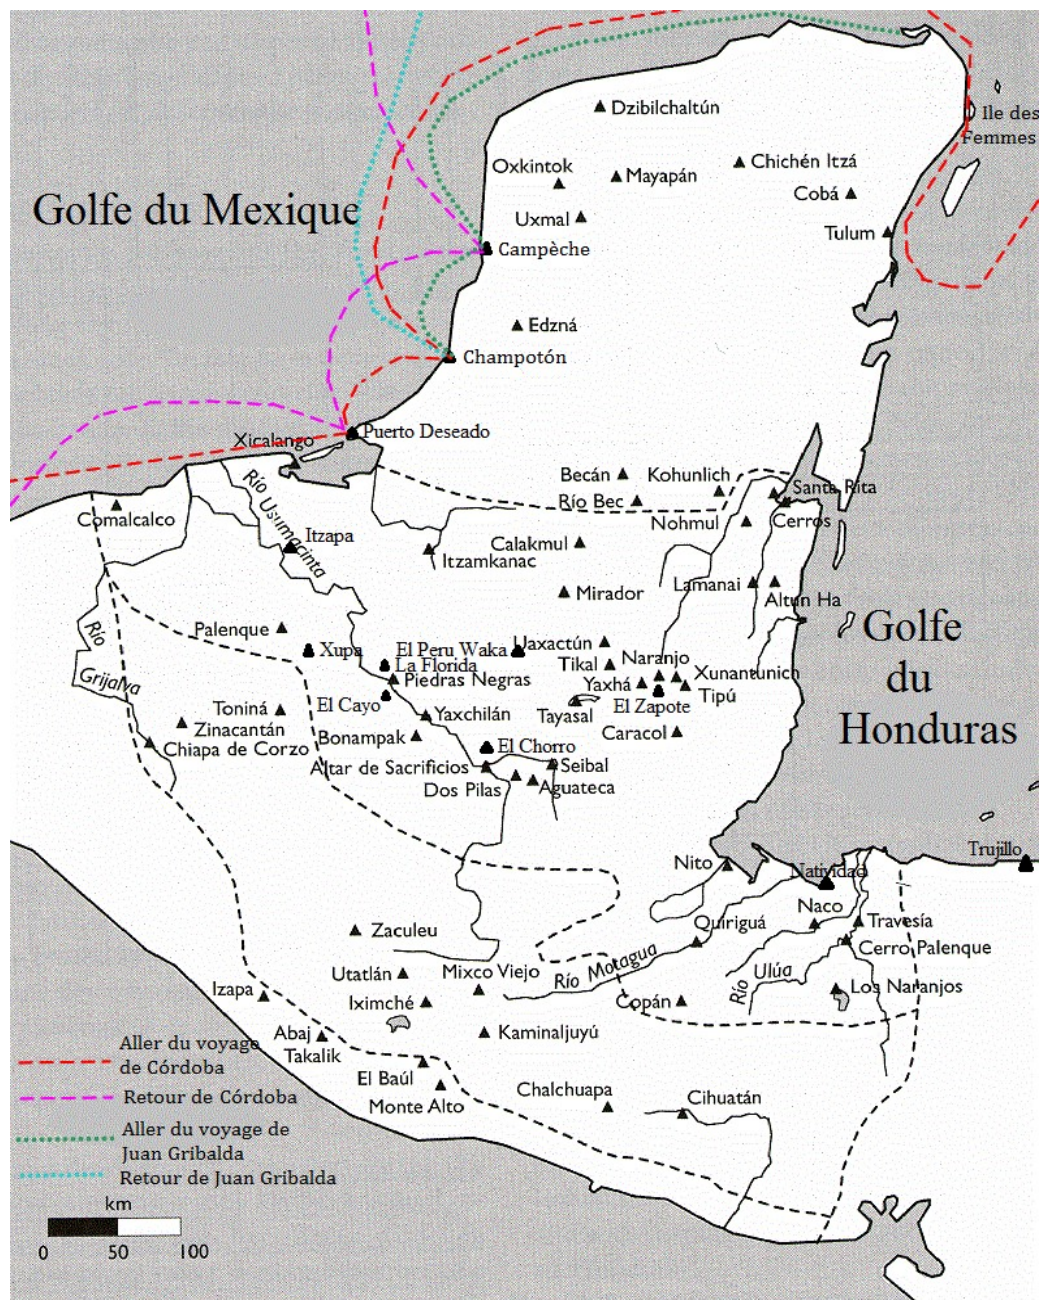 Dzibilchaltún
Ile des
Femmes
Oxkintok
Mayapán
Chichén Itzá
Cobá
Golfe du Mexique
Uxmal
Tulum
Campèche
Edzná
Champotón
Puerto Deseado
Xicalango
Becán
Kohunlich
Santa Rita
Río Bec
Comalcalco
Río Usumacinta
Nohmul
Cerros
Itzapa
Calakmul
Itzamkanac
Mirador
Lamanai
Altun Ha
Golfe
du
Honduras
Río
Grijalva
Palenque
Xupa
El Peru Waka
Uaxactún
La Florida
Tikal
Naranjo
Piedras Negras
Yaxhá
Xunantunich
Tipú
El Cayo
Toniná
Yaxchilán
Tayasal
El Zapote
Zinacantán
Bonampak
Caracol
Chiapa de Corzo
El Chorro
Altar de Sacrificios
Seibal
Dos Pilas
Aguateca
Nito
Trujillo
Natividad
Naco
Zaculeu
Quiriguá
Travesía
Cerro Palenque
Utatlán
Mixco Viejo
Río Motagua
Río Ulúa
Izapa
Iximché
Copán
Los Naranjos
Abaj
Takalik
Kaminaljuyú
El Baúl
Monte Alto
Chalchuapa
Cihuatán
Aller du voyage
de Córdoba
Retour de Córdoba
Aller du voyage de
Juan Gribalda
Retour de Juan Gribalda
km
0 50 100